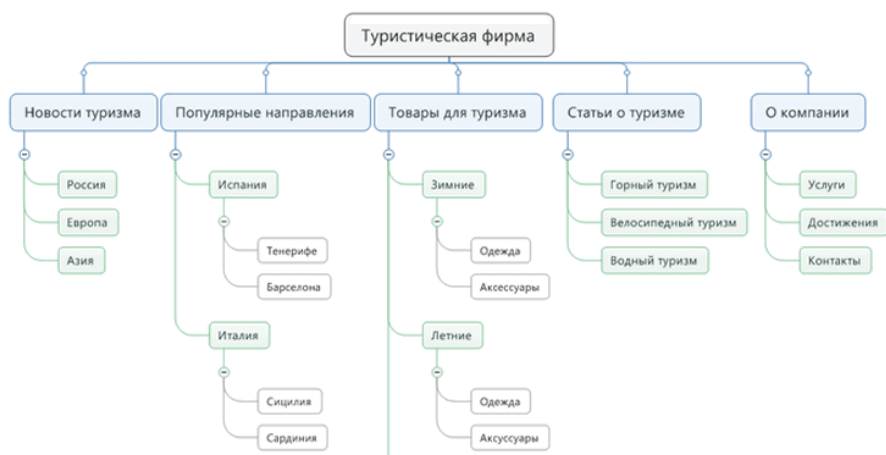 Туристическая фирма
Новости туризма
Популярные направления
Товары для туризма
Статьи о туризме
О компании
Россия
Испания
Зимние
Горный туризм
Услуги
Европа
Велосипедный туризм
Достижения
Тенерифе
Одежда
Азия
Водный туризм
Контакты
Барселона
Аксессуары
Италия
Летние
Сицилия
Одежда
Сардиния
Аксуссуары